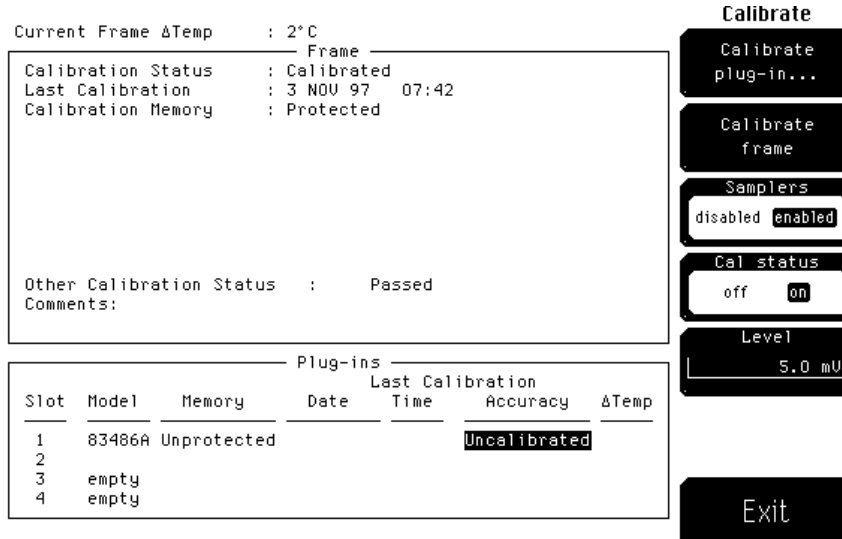 Current Frame ΔTemp : 2°C
Frame
Calibration Status : Calibrated
Last Calibration : 3 NOV 97 07:42
Calibration Memory : Protected
Other Calibration Status : Passed
Comments:
Plug-ins
Last Calibration
Slot Model Memory Date Time Accuracy ΔTemp
1 83486A Unprotected Uncalibrated
2
3 empty
4 empty
Calibrate
Calibrate
plug-in...
Calibrate
frame
Samplers
disabled enabled
Cal status
off on
Level
5.0 mV
Exit